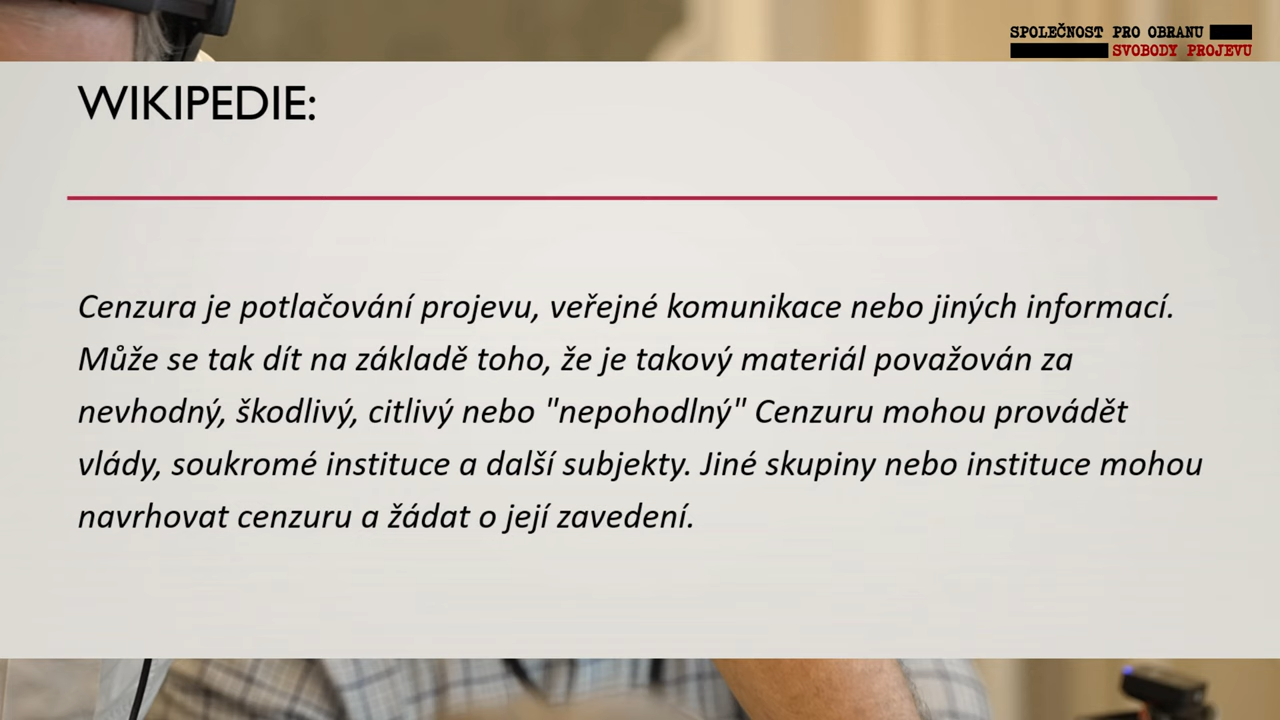 SPOLEČNOST PRO OBRANU
SVOBODY PROJEVU
WIKIPEDIE:
Cenzura je potlačování projevu, veřejné komunikace nebo jiných informací.
Může se tak dít na základě toho, že je takový materiál považován za
nevhodný, škodlivý, citlivý nebo "nepohodlný" Cenzuru mohou provádět
vlády, soukromé instituce a další subjekty. Jiné skupiny nebo instituce mohou
navrhovat cenzuru a žádat o její zavedení.